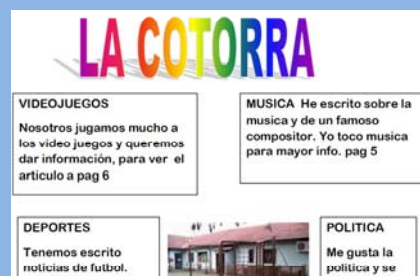 LA COTORRA
VIDEOJUEGOS
Nosotros jugamos mucho a
los video juegos y queremos
dar información, para ver el
articulo a pag 6
MUSICA He escrito sobre la
musica y de un famoso
compositor. Yo toco musica
para mayor info. pag 5
DEPORTES
Tenemos escrito
noticias de futbol.
POLITICA
Me gusta la
política y se